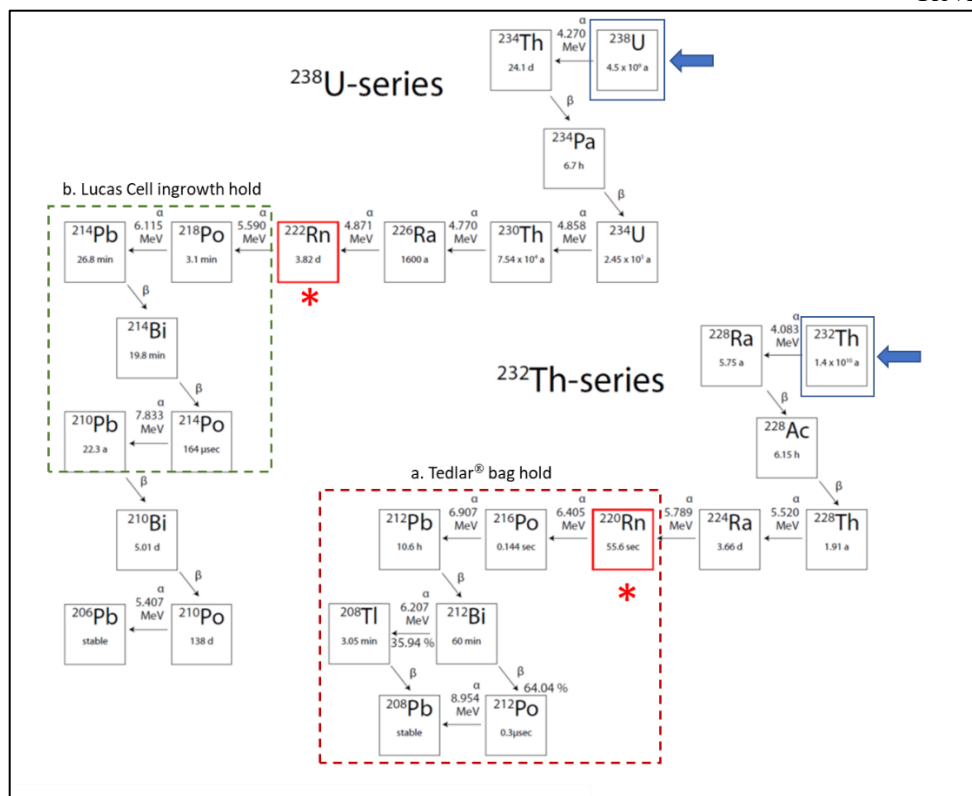 ²³⁸U-series
²³⁴Th
24.1 d
α
4.270
MeV
²³⁸U
4.5 x 10⁹ a
β
²³⁴Pa
6.7 h
β
b. Lucas Cell ingrowth hold
²¹⁴Pb
26.8 min
α
6.115
MeV
²¹⁸Po
3.1 min
α
5.590
MeV
²²²Rn
3.82 d
*
α
4.871
MeV
²²⁶Ra
1600 a
α
4.770
MeV
²³⁰Th
7.54 x 10⁴ a
α
4.858
MeV
²³⁴U
2.45 x 10⁵ a
β
²¹⁴Bi
19.8 min
β
²¹⁰Pb
22.3 a
α
7.833
MeV
²¹⁴Po
164 µsec
β
²¹⁰Bi
5.01 d
β
²⁰⁶Pb
stable
α
5.407
MeV
²¹⁰Po
138 d
²³²Th-series
²²⁸Ra
5.75 a
α
4.083
MeV
²³²Th
1.4 x 10¹⁰ a
β
²²⁸Ac
6.15 h
β
a. Tedlar® bag hold
²¹²Pb
10.6 h
α
6.907
MeV
²¹⁶Po
0.144 sec
α
6.405
MeV
²²⁰Rn
55.6 sec
*
α
5.789
MeV
²²⁴Ra
3.66 d
α
5.520
MeV
²²⁸Th
1.91 a
β
²⁰⁸Tl
3.05 min
α
6.207
MeV
35.94 %
²¹²Bi
60 min
β
β
64.04 %
²⁰⁸Pb
stable
α
8.954
MeV
²¹²Po
0.3µsec